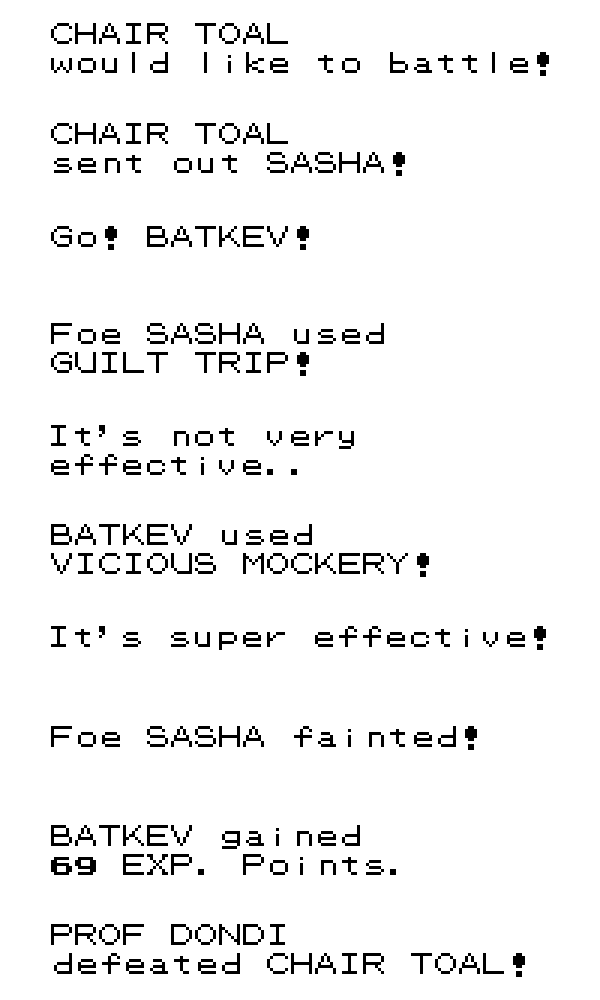 CHAIR TOAL
would like to battle!
CHAIR TOAL
sent out SASHA!
Go! BATKEV!
Foe SASHA used
GUILT TRIP!
It's not very
effective..
BATKEV used
VICIOUS MOCKERY!
It's super effective!
Foe SASHA fainted!
BATKEV gained
69 EXP. Points.
PROF DONDI
defeated CHAIR TOAL!